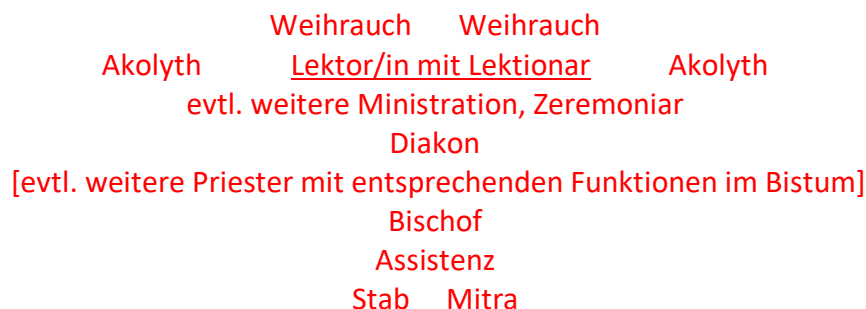 Weihrauch Weihrauch
Akolyth Lektor/in mit Lektionar Akolyth
evtl. weitere Ministration, Zeremoniar
Diakon
[evtl. weitere Priester mit entsprechenden Funktionen im Bistum]
Bischof
Assistenz
Stab Mitra